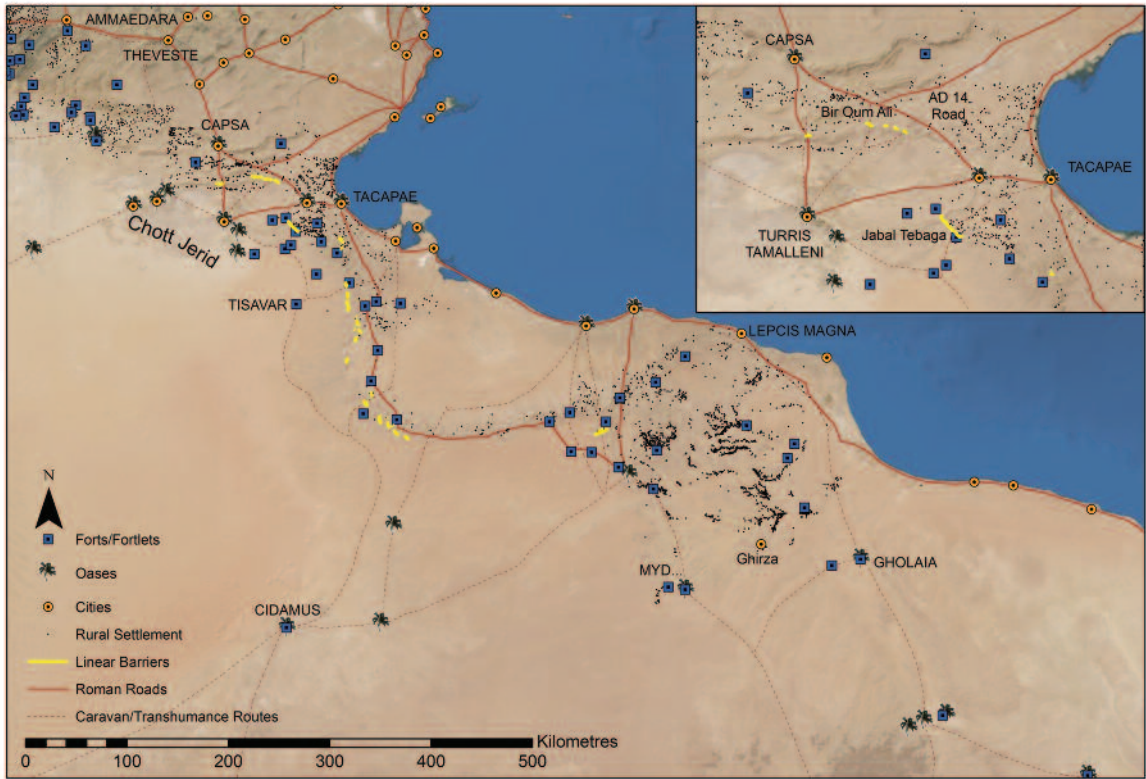 AMMAEDARA
THEVESTE
CAPSA
TACAPAE
Chott Jerid
TISAVAR
LEPCIS MAGNA
Ghirza
MYD...
GHOLAIA
CIDAMUS
CAPSA
AD 14
Road
Bir Oum Ali
TACAPAE
TURRIS
TAMALLENI
Jabal Tebaga
N
Forts/Fortlets
Oases
Cities
Rural Settlement
Linear Barriers
Roman Roads
Caravan/Transhumance Routes
Kilometres
0 100 200 300 400 500